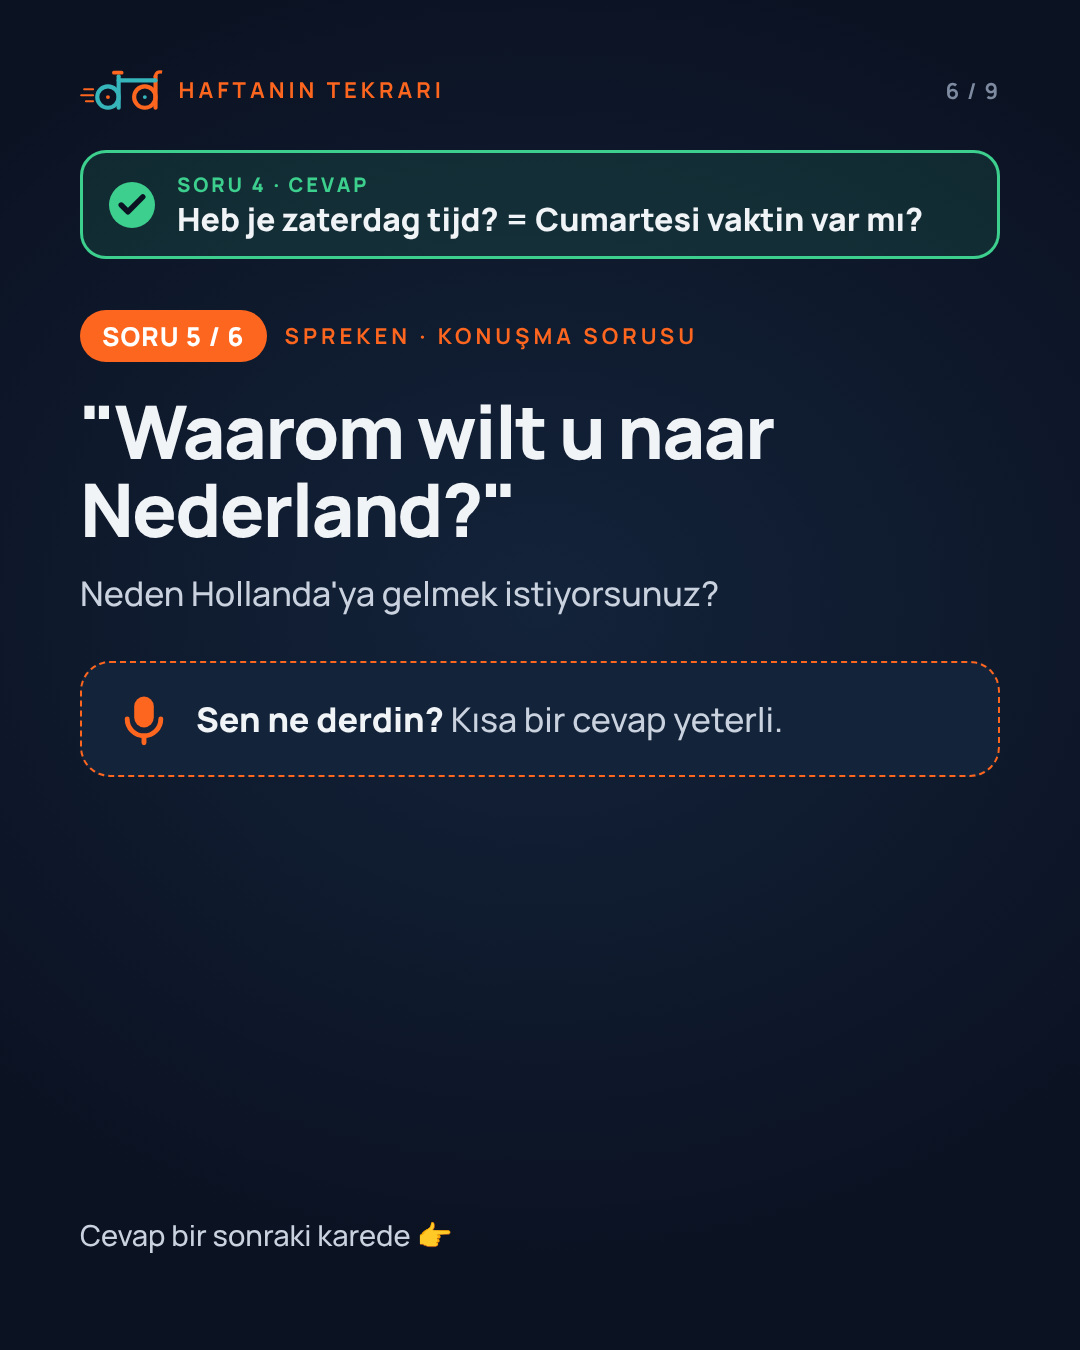 HAFTANIN TEKRARI
6 / 9
SORU 4 · CEVAP
Heb je zaterdag tijd? = Cumartesi vaktin var mı?
SORU 5 / 6
SPREKEN · KONUŞMA SORUSU
"Waarom wilt u naar
Nederland?"
Neden Hollanda'ya gelmek istiyorsunuz?
Sen ne derdin? Kısa bir cevap yeterli.
Cevap bir sonraki karede 👉